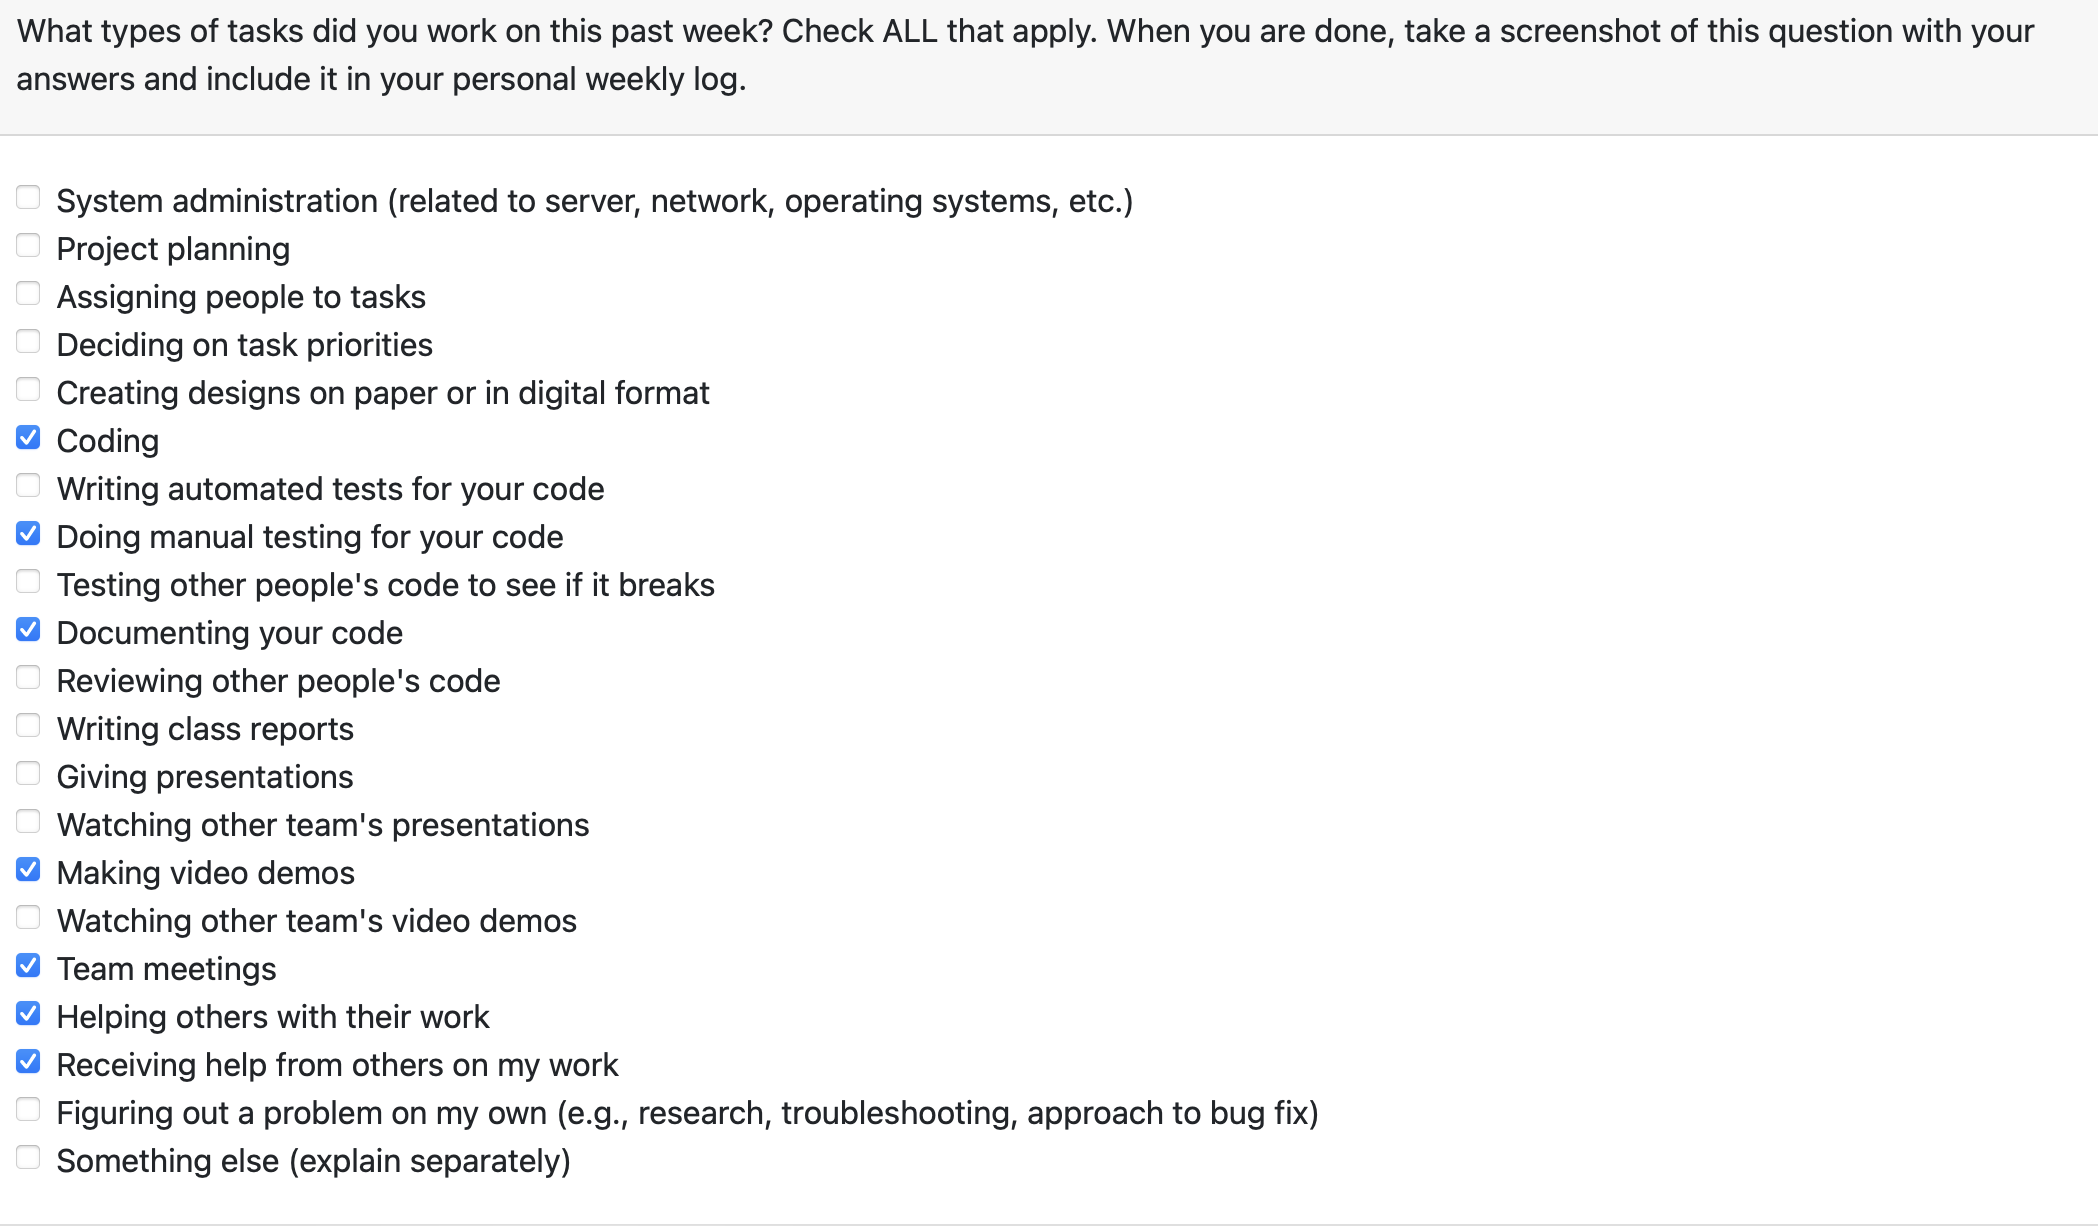 What types of tasks did you work on this past week? Check ALL that apply. When you are done, take a screenshot of this question with your
answers and include it in your personal weekly log.
System administration (related to server, network, operating systems, etc.)
Project planning
Assigning people to tasks
Deciding on task priorities
Creating designs on paper or in digital format
Coding
Writing automated tests for your code
Doing manual testing for your code
Testing other people's code to see if it breaks
Documenting your code
Reviewing other people's code
Writing class reports
Giving presentations
Watching other team's presentations
Making video demos
Watching other team's video demos
Team meetings
Helping others with their work
Receiving help from others on my work
Figuring out a problem on my own (e.g., research, troubleshooting, approach to bug fix)
Something else (explain separately)